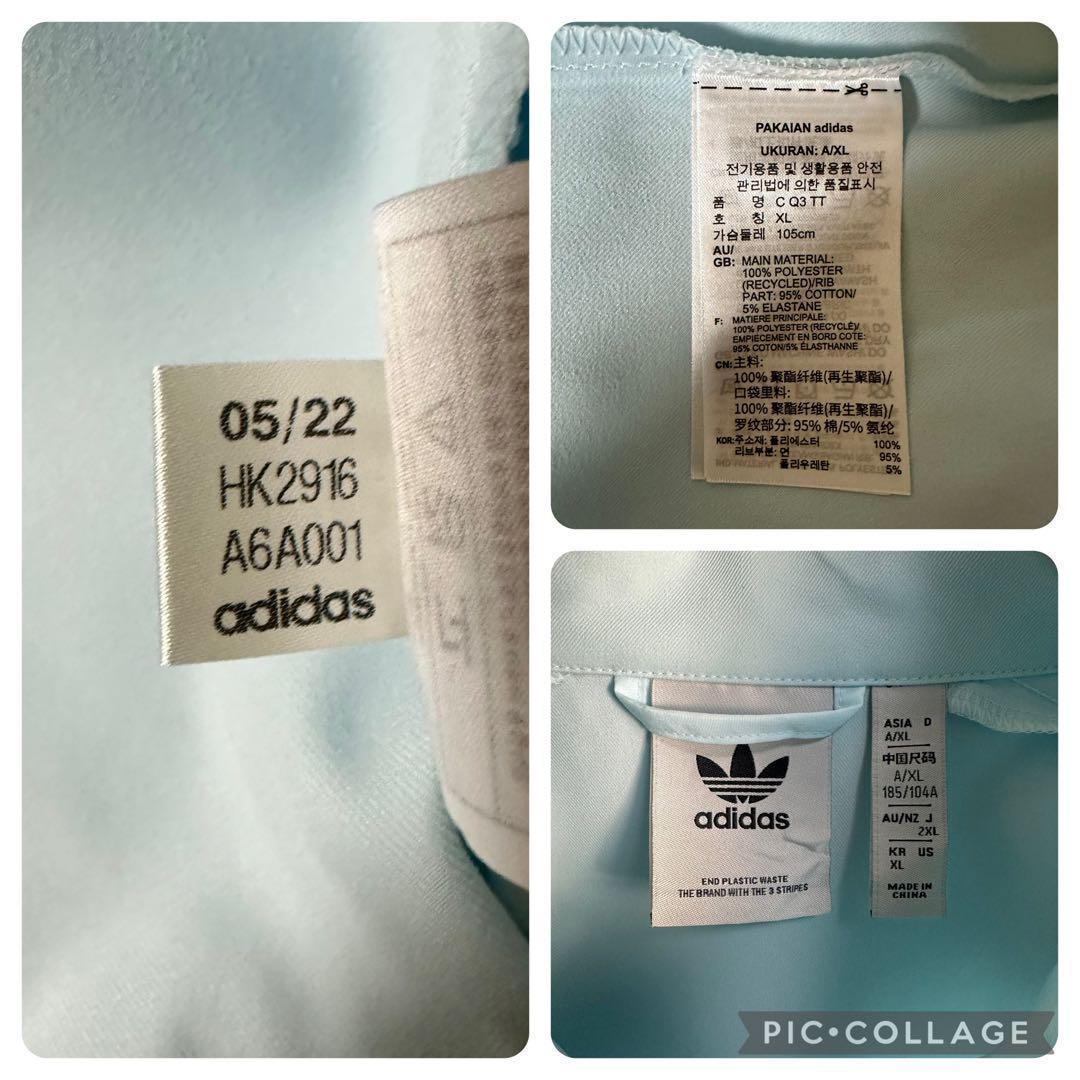 05/22
HK2916
A6A001
adidas
PAKAIAN adidas
UKURAN: A/XL
전기용품 및 생활용품 안전
관리법에 의한 품질표시
품 명 C Q3 TT
호 칭 XL
가슴둘레 105cm
AU/
GB: MAIN MATERIAL:
100% POLYESTER
(RECYCLED)/RIB
PART: 95% COTTON/
5% ELASTANE
F: MATIERE PRINCIPALE:
100% POLYESTER (RECYCLÉ)/
EMPIECEMENT EN BORD COTE:
95% COTON/5% ÉLASTHANNE
CN:主料:
100% 聚酯纤维(再生聚酯)/
口袋里料:
100% 聚酯纤维(再生聚酯)/
罗纹部分: 95% 棉/5% 氨纶
KOR:주소재: 폴리에스터 100%
리브부분: 면 95%
폴리우레탄 5%
adidas
END PLASTIC WASTE
THE BRAND WITH THE 3 STRIPES
ASIA D
A/XL
中国尺码
A/XL
185/104A
AU/NZ J
2XL
KR US
XL
MADE IN
CHINA
PIC•COLLAGE